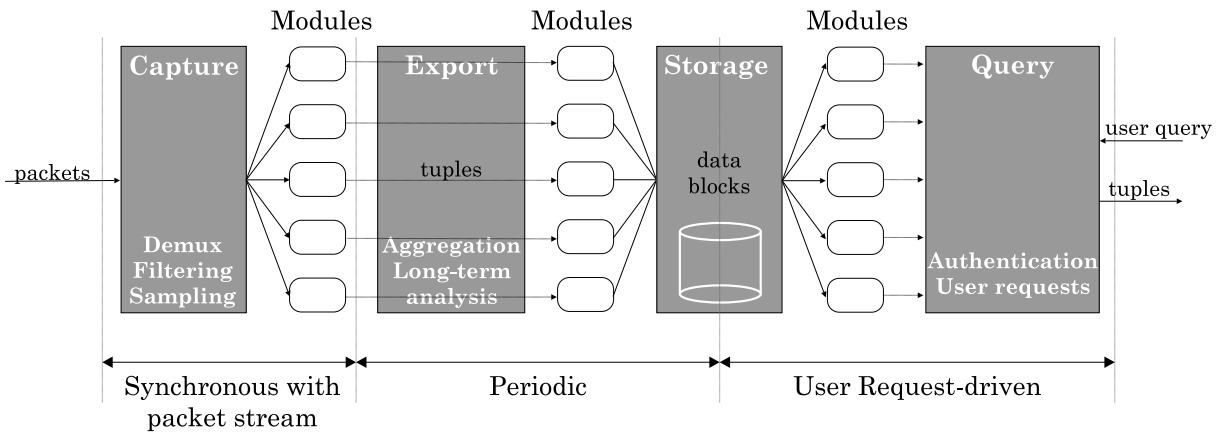 Modules
Modules
Modules
Capture
Export
Storage
Query
packets
tuples
data
blocks
user query
tuples
Demux
Filtering
Sampling
Aggregation
Long-term
analysis
Authentication
User requests
Synchronous with
packet stream
Periodic
User Request-driven